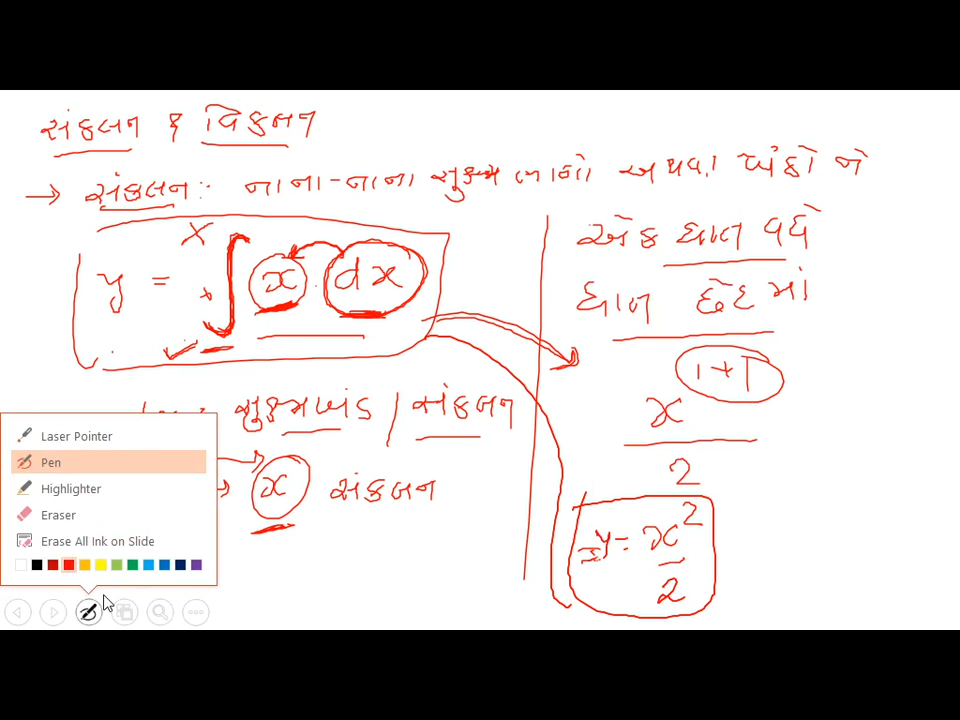 સંકલન & વિકલન
→ સંકલન:- નાના-નાના સુક્ષ્મ ભાગો અથવા ખંડો ને
y = ∫ x . dx
સુક્ષ્મખંડ / સંકલન
x સંકલન
એક ઘાત વધે
ઘાત છેદ માં
x^{1+1}
2
y = x^2
2
Laser Pointer
Pen
Highlighter
Eraser
Erase All Ink on Slide